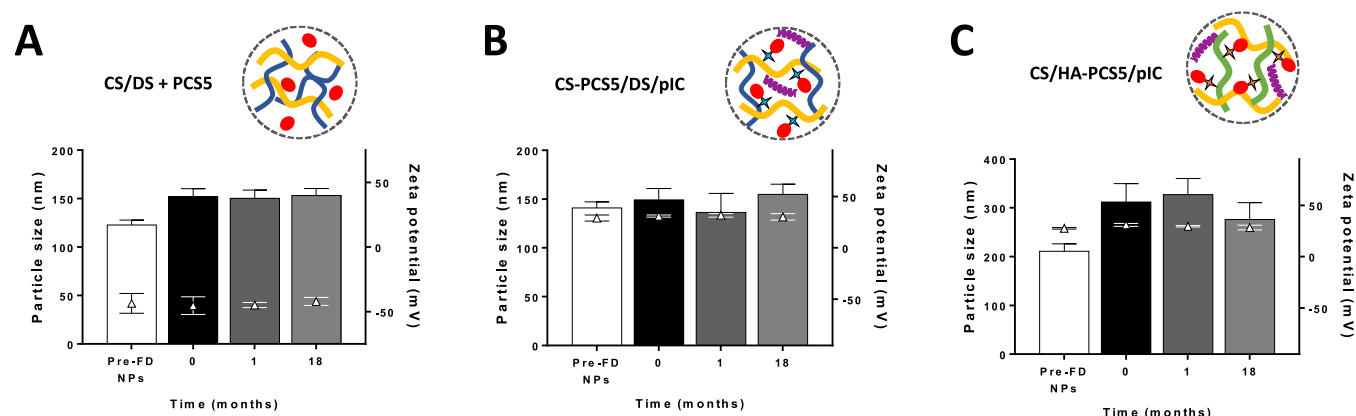 A
CS/DS + PCS5
Particle size (nm)
200
150
100
50
0
50
0
-50
Zeta potential (mV)
Pre-FD
NPs
0
1
18
Time (months)
B
CS-PCS5/DS/pIC
Particle size (nm)
200
150
100
50
0
50
0
-50
Zeta potential (mV)
Pre-FD
NPs
0
1
18
Time (months)
C
CS/HA-PCS5/pIC
Particle size (nm)
400
300
200
300
0
50
0
-50
Zeta potential (mV)
Pre-FD
NPs
0
1
18
Time (months)